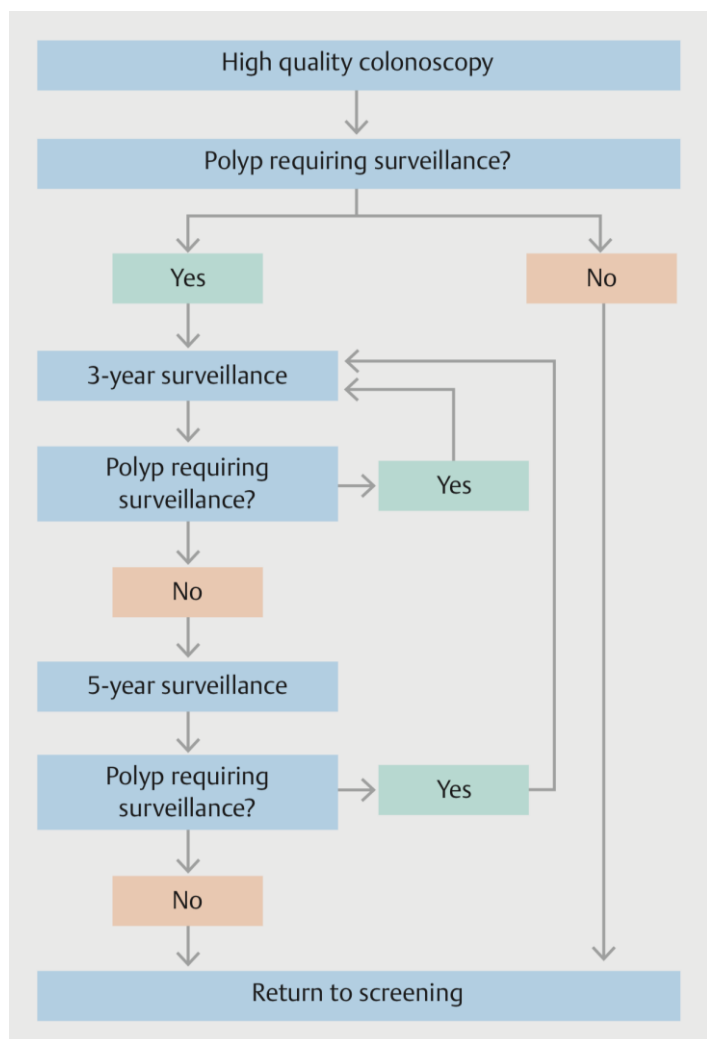 High quality colonoscopy
Polyp requiring surveillance?
Yes
No
3-year surveillance
Polyp requiring
surveillance?
Yes
No
5-year surveillance
Polyp requiring
surveillance?
Yes
No
Return to screening